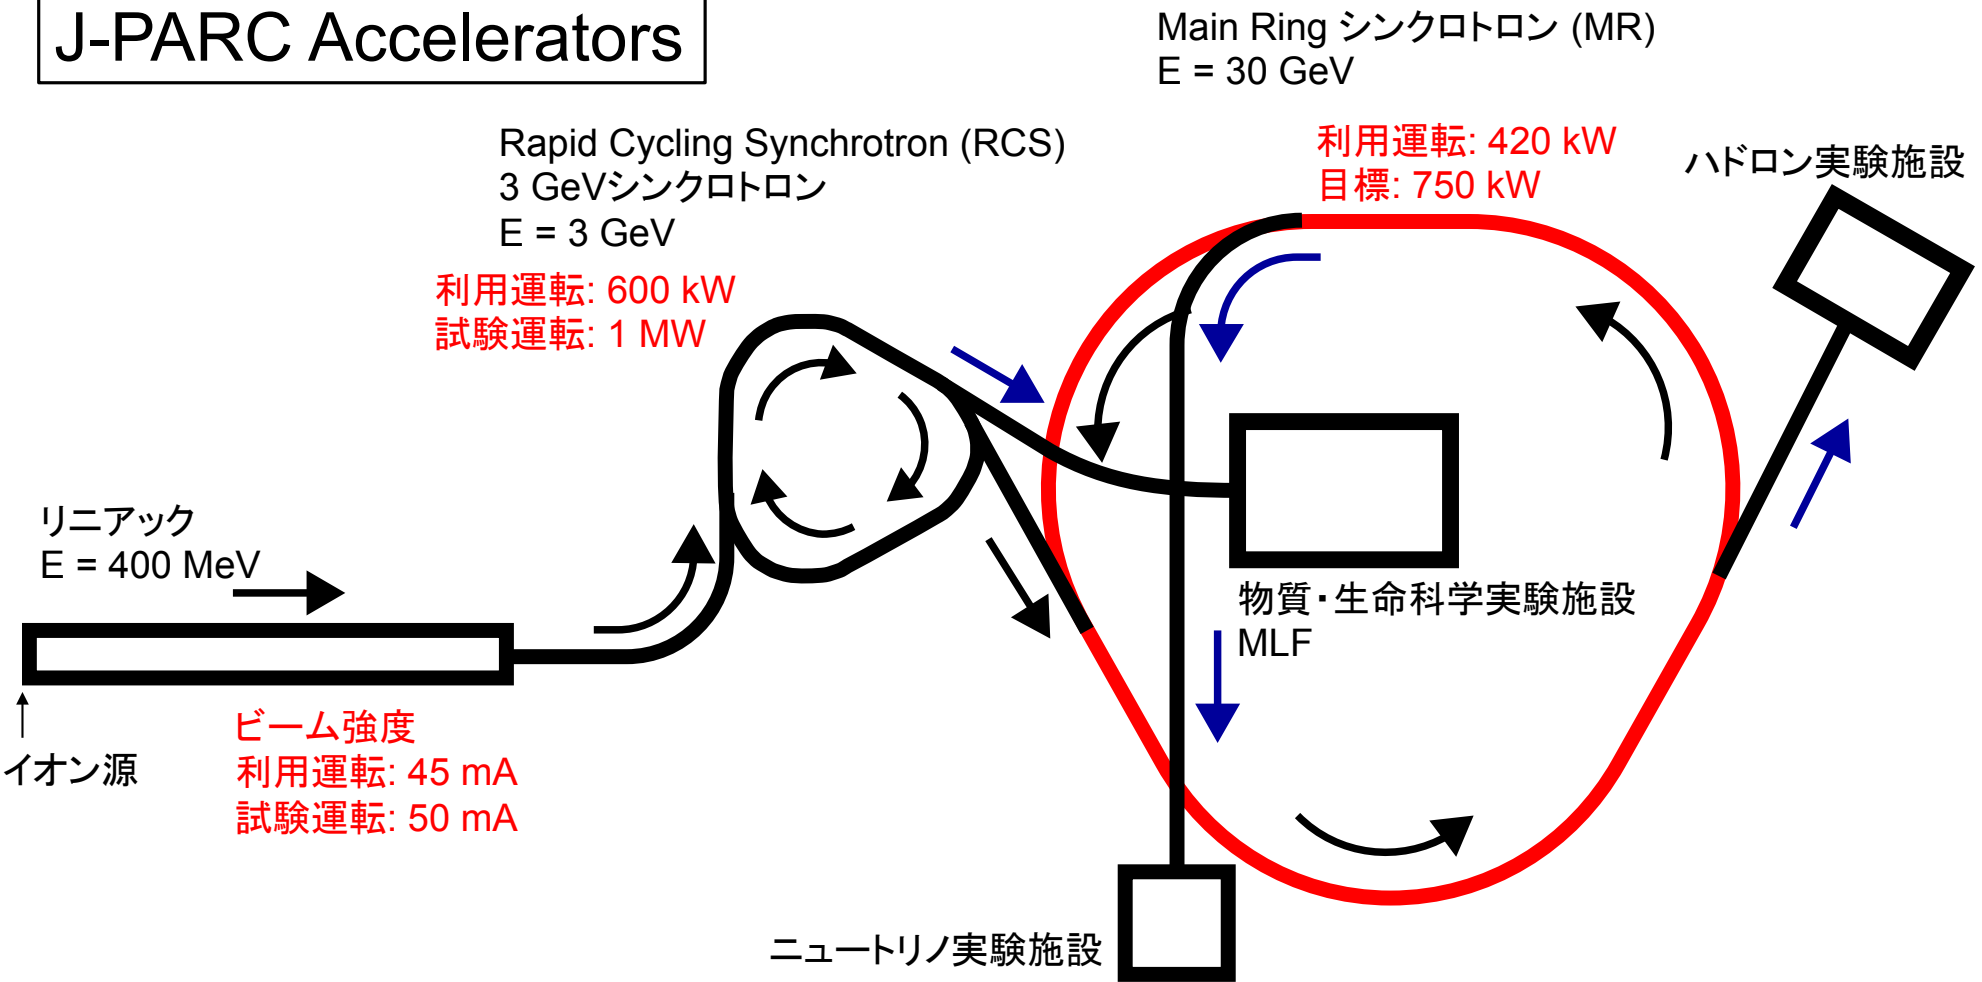 J-PARC Accelerators
Main Ring シンクロトロン (MR)
E = 30 GeV
利用運転: 420 kW
目標: 750 kW
Rapid Cycling Synchrotron (RCS)
3 GeVシンクロトロン
E = 3 GeV
利用運転: 600 kW
試験運転: 1 MW
ハドロン実験施設
リニアック
E = 400 MeV
物質・生命科学実験施設
MLF
イオン源
ビーム強度
利用運転: 45 mA
試験運転: 50 mA
ニュートリノ実験施設